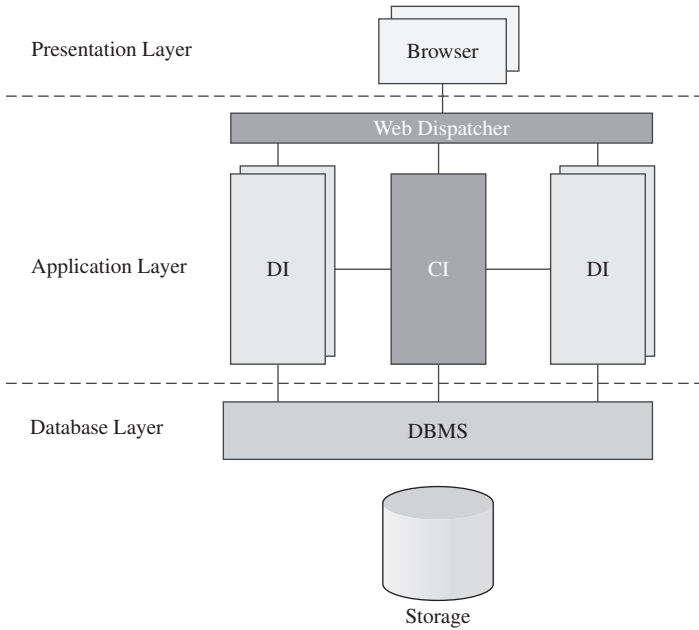 Presentation Layer
Browser
Web Dispatcher
Application Layer
DI
CI
DI
Database Layer
DBMS
Storage